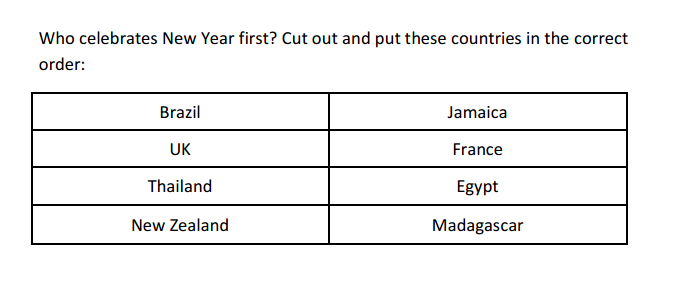 Who celebrates New Year first? Cut out and put these countries in the correct
order:
Brazil Jamaica
UK France
Thailand Egypt
New Zealand Madagascar